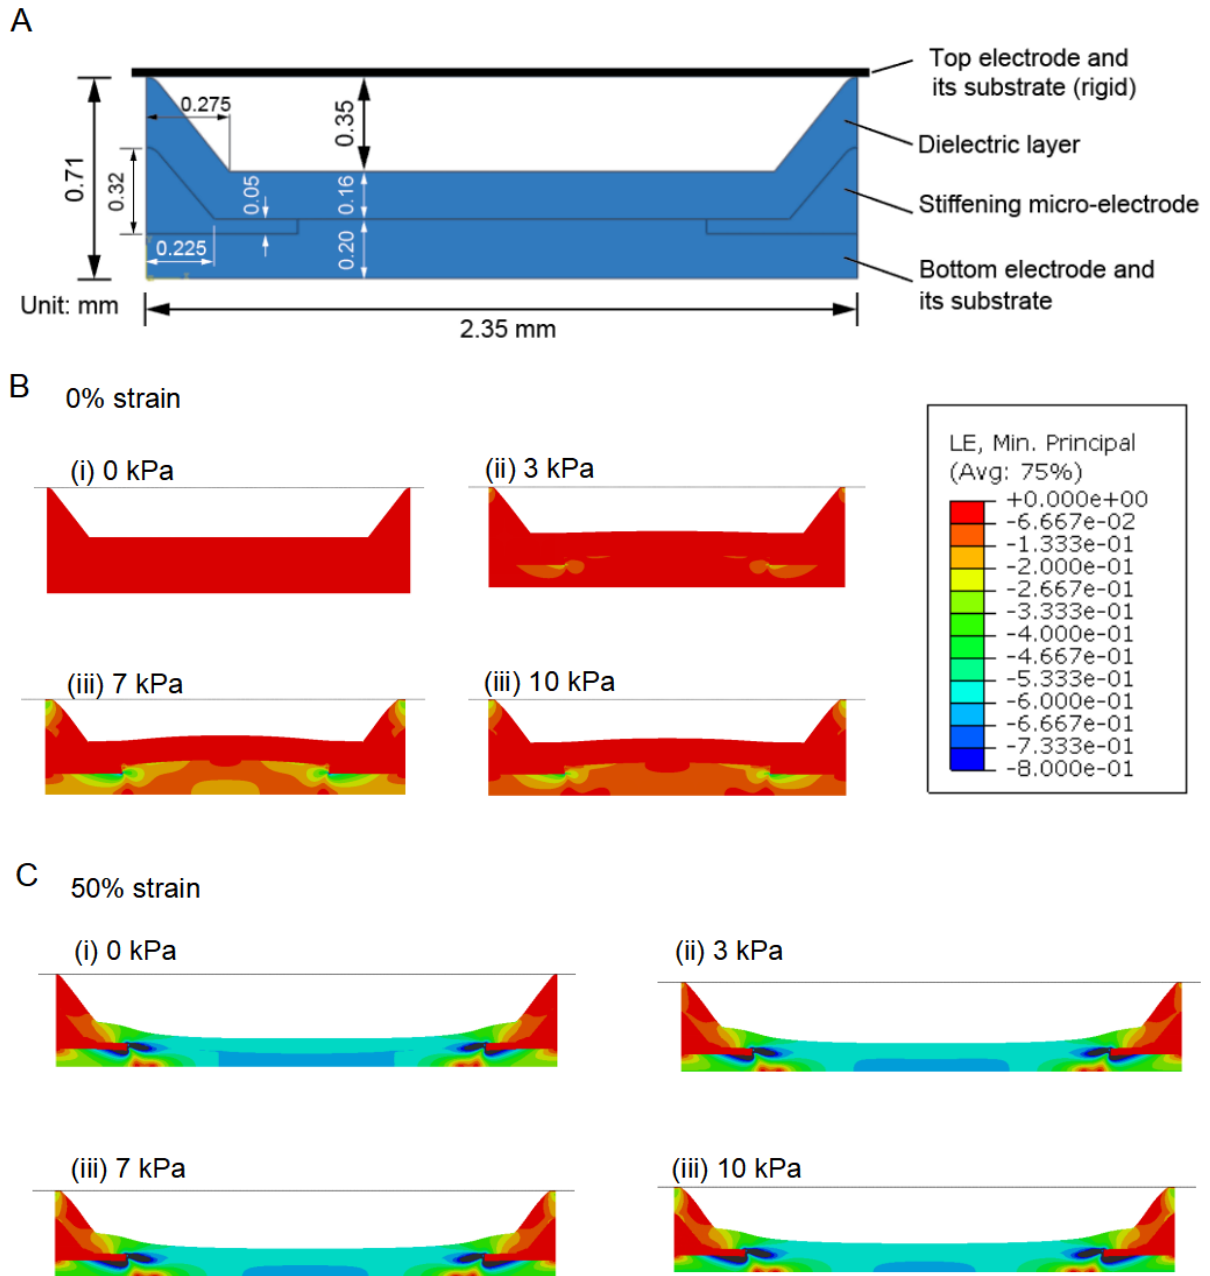 A
Top electrode and
its substrate (rigid)
0.275
0.35
Dielectric layer
0.71
0.32
0.05
0.16
Stiffening micro-electrode
0.225
0.20
Bottom electrode and
its substrate
Unit: mm
2.35 mm
B
0% strain
(i) 0 kPa
(ii) 3 kPa
(iii) 7 kPa
(iii) 10 kPa
LE, Min. Principal
(Avg: 75%)
+0.000e+00
-6.667e-02
-1.333e-01
-2.000e-01
-2.667e-01
-3.333e-01
-4.000e-01
-4.667e-01
-5.333e-01
-6.000e-01
-6.667e-01
-7.333e-01
-8.000e-01
C
50% strain
(i) 0 kPa
(ii) 3 kPa
(iii) 7 kPa
(iii) 10 kPa